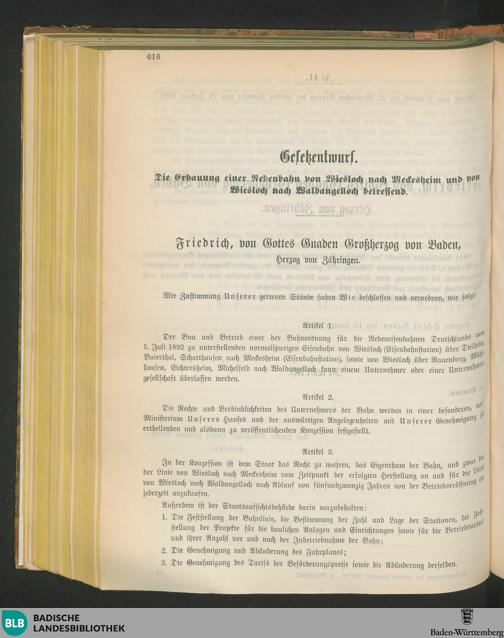 416
Gesetzentwurf.
Die Erbauung einer Nebenbahn von Wiesloch nach Meckesheim und von
Wiesloch nach Waldangelloch betreffend.
Friedrich, von Gottes Gnaden Großherzog von Baden,
Herzog von Zähringen.
Mit Zustimmung Unserer getreuen Stände haben Wir beschlossen und verordnen, wie folgt:
Artikel 1.
Der Bau und Betrieb einer der Bahnordnung für die Nebeneisenbahnen Deutschlands vom
5. Juli 1892 zu unterstellenden normalspurigen Eisenbahn von Wiesloch (Eisenbahnstation) über Dielheim,
Baierthal, Schatthausen nach Meckesheim (Eisenbahnstation), sowie von Wiesloch über Rauenberg, Mühl-
hausen, Eichtersheim, Michelfeld nach Waldangelloch kann einem Unternehmer oder einer Unternehmer-
gesellschaft überlassen werden.
Artikel 2.
Die Rechte und Verbindlichkeiten des Unternehmers der Bahn werden in einer besonderen, vom
Ministerium Unseres Hauses und der auswärtigen Angelegenheiten mit Unserer Genehmigung zu
ertheilenden und alsdann zu veröffentlichenden Konzession festgestellt.
Artikel 3.
In der Konzession ist dem Staat das Recht zu wahren, das Eigenthum der Bahn, und zwar bei
der Linie von Wiesloch nach Meckesheim vom Zeitpunkt der erfolgten Herstellung an und für die Linie
von Wiesloch nach Waldangelloch nach Ablauf von fünfundzwanzig Jahren von der Betriebseröffnung an
jederzeit anzukaufen.
Außerdem ist der Staatsaufsichtsbehörde darin vorzubehalten:
1. Die Feststellung der Bahnlinie, die Bestimmung der Zahl und Lage der Stationen, die Fest-
stellung der Projekte für die baulichen Anlagen und Einrichtungen sowie für die Betriebsmittel
und ihrer Anzahl vor und nach der Inbetriebnahme der Bahn;
2. Die Genehmigung und Abänderung des Fahrplanes;
3. Die Genehmigung des Tarifs der Beförderungspreise sowie die Abänderung derselben.
BLB BADISCHE
LANDESBIBLIOTHEK
Baden-Württemberg